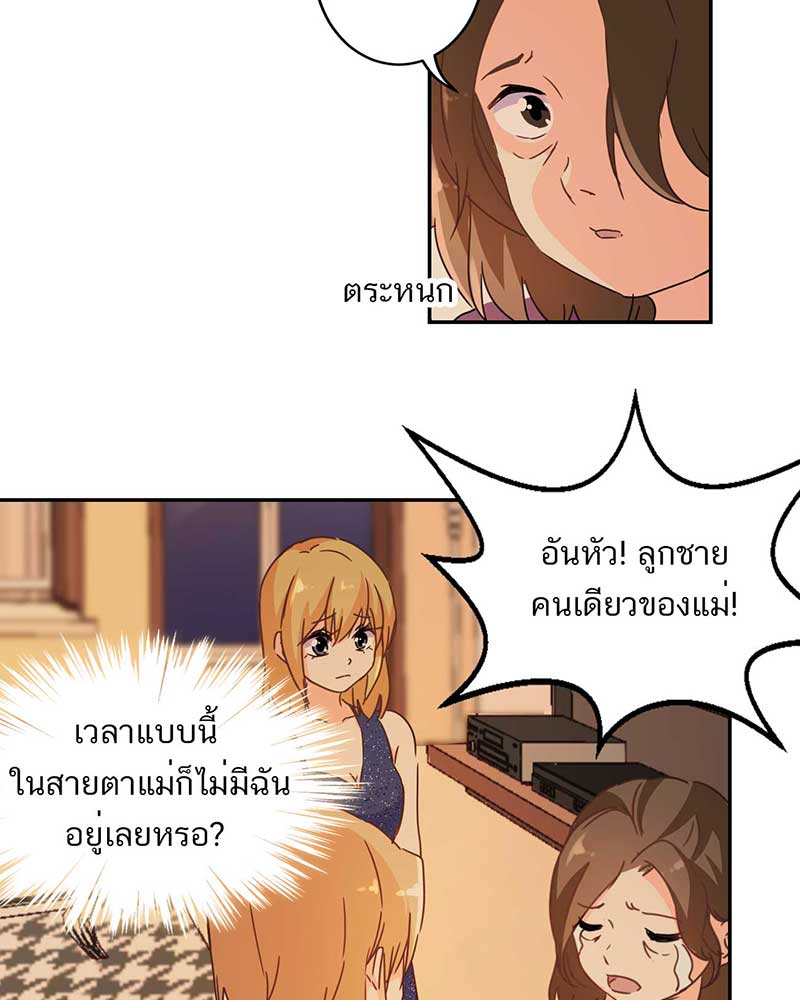 ตระหนก
อันหัว! ลูกชาย
คนเดียวของแม่!
เวลาแบบนี้
ในสายตาแม่ก็ไม่มีฉัน
อยู่เลยหรอ?